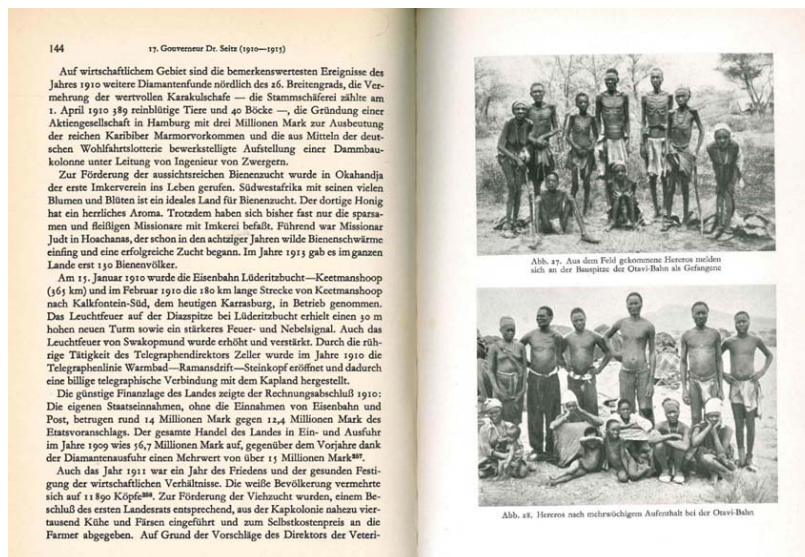 144
17. Gouverneur Dr. Seitz (1910—1915)
Auf wirtschaftlichem Gebiet sind die bemerkenswertesten Ereignisse des
Jahres 1910 weitere Diamantenfunde nördlich des 26. Breitengrads, die Ver-
mehrung der wertvollen Karakulschafe — die Stammschäferei zählte am
1. April 1910 389 reinblütige Tiere und 40 Böcke —, die Gründung einer
Aktiengesellschaft in Hamburg mit drei Millionen Mark zur Ausbeutung
der reichen Karibiber Marmorvorkommen und die aus Mitteln der deut-
schen Wohlfahrtslotterie bewerkstelligte Aufstellung einer Dammbau-
kolonne unter Leitung von Ingenieur von Zwergern.
Zur Förderung der aussichtsreichen Bienenzucht wurde in Okahandja
der erste Imkerverein ins Leben gerufen. Südwestafrika mit seinen vielen
Blumen und Blüten ist ein ideales Land für Bienenzucht. Der dortige Honig
hat ein herrliches Aroma. Trotzdem haben sich bisher fast nur die sparsa-
men und fleißigen Missionare mit Imkerei befaßt. Führend war Missionar
Judt in Hoachanas, der schon in den achtziger Jahren wilde Bienenschwärme
einfing und eine erfolgreiche Zucht begann. Im Jahre 1913 gab es im ganzen
Lande erst 130 Bienenvölker.
Am 15. Januar 1910 wurde die Eisenbahn Lüderitzbucht—Keetmanshoop
(365 km) und im Februar 1910 die 180 km lange Strecke von Keetmanshoop
nach Kalkfontein-Süd, dem heutigen Karrasburg, in Betrieb genommen.
Das Leuchtfeuer auf der Diazspitze bei Lüderitzbucht erhielt einen 30 m
hohen neuen Turm sowie ein stärkeres Feuer- und Nebelsignal. Auch das
Leuchtfeuer von Swakopmund wurde erhöht und verstärkt. Durch die rüh-
rige Tätigkeit des Telegraphendirektors Zeller wurde im Jahre 1910 die
Telegraphenlinie Warmbad—Ramansdrift—Steinkopf eröffnet und dadurch
eine billige telegraphische Verbindung mit dem Kapland hergestellt.
Die günstige Finanzlage des Landes zeigte der Rechnungsabschluß 1910:
Die eigenen Staatseinnahmen, ohne die Einnahmen von Eisenbahn und
Post, betrugen rund 14 Millionen Mark gegen 12,4 Millionen Mark des
Etatsvoranschlags. Der gesamte Handel des Landes in Ein- und Ausfuhr
im Jahre 1909 wies 56,7 Millionen Mark auf, gegenüber dem Vorjahre dank
der Diamantenausfuhr einen Mehrwert von über 15 Millionen Mark²⁸⁷.
Auch das Jahr 1911 war ein Jahr des Friedens und der gesunden Festi-
gung der wirtschaftlichen Verhältnisse. Die weiße Bevölkerung vermehrte
sich auf 11 890 Köpfe²⁸⁸. Zur Förderung der Viehzucht wurden, einem Be-
schluß des ersten Landesrats entsprechend, aus der Kapkolonie nahezu vier-
tausend Kühe und Färsen eingeführt und zum Selbstkostenpreis an die
Farmer abgegeben. Auf Grund der Vorschläge des Direktors der Veteri-
Abb. 27. Aus dem Feld gekommene Hereros melden
sich an der Bauspitze der Otavi-Bahn als Gefangene
Abb. 28. Hereros nach mehrwöchigem Aufenthalt bei der Otavi-Bahn